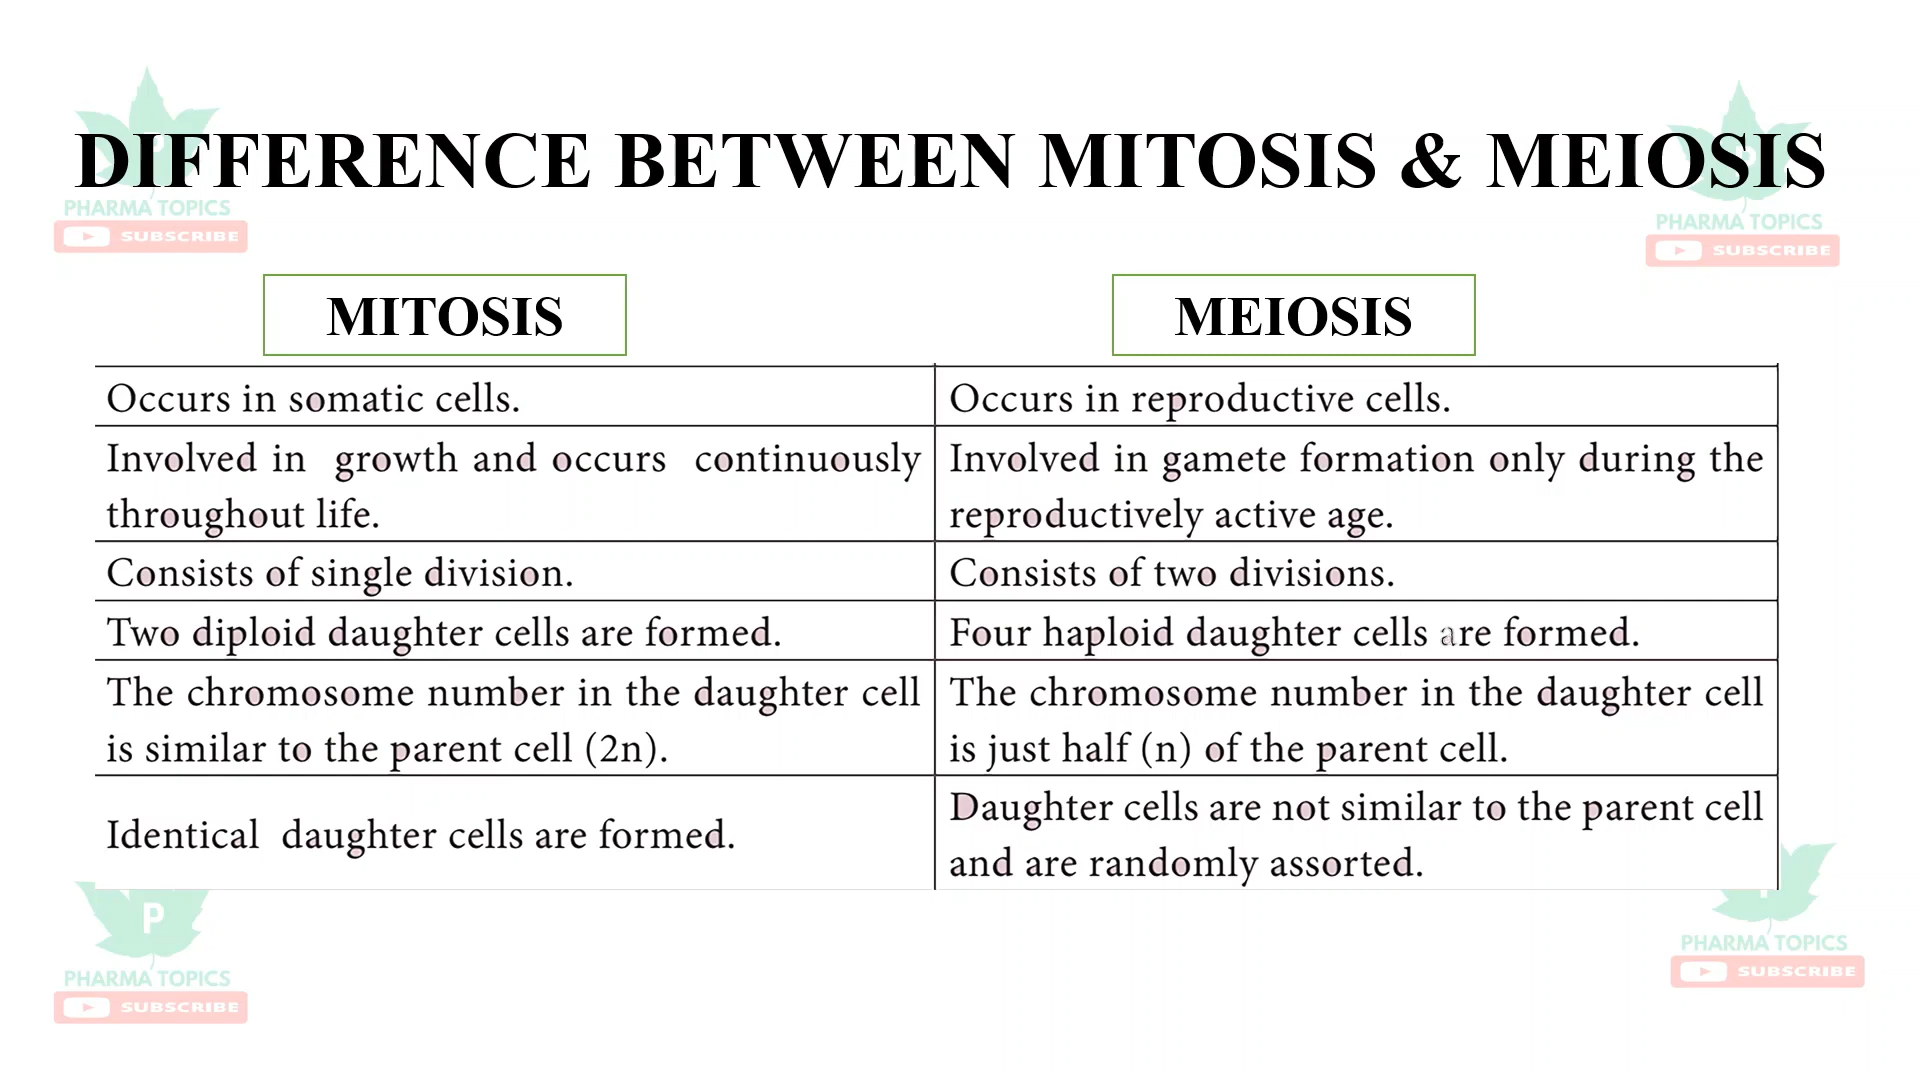 DIFFERENCE BETWEEN MITOSIS & MEIOSIS
PHARMA TOPICS
SUBSCRIBE
PHARMA TOPICS
SUBSCRIBE
MITOSIS
MEIOSIS
Occurs in somatic cells.
Occurs in reproductive cells.
Involved in growth and occurs continuously
throughout life.
Involved in gamete formation only during the
reproductively active age.
Consists of single division.
Consists of two divisions.
Two diploid daughter cells are formed.
Four haploid daughter cells are formed.
The chromosome number in the daughter cell
is similar to the parent cell (2n).
The chromosome number in the daughter cell
is just half (n) of the parent cell.
Identical daughter cells are formed.
Daughter cells are not similar to the parent cell
and are randomly assorted.
P
PHARMA TOPICS
SUBSCRIBE
PHARMA TOPICS
SUBSCRIBE